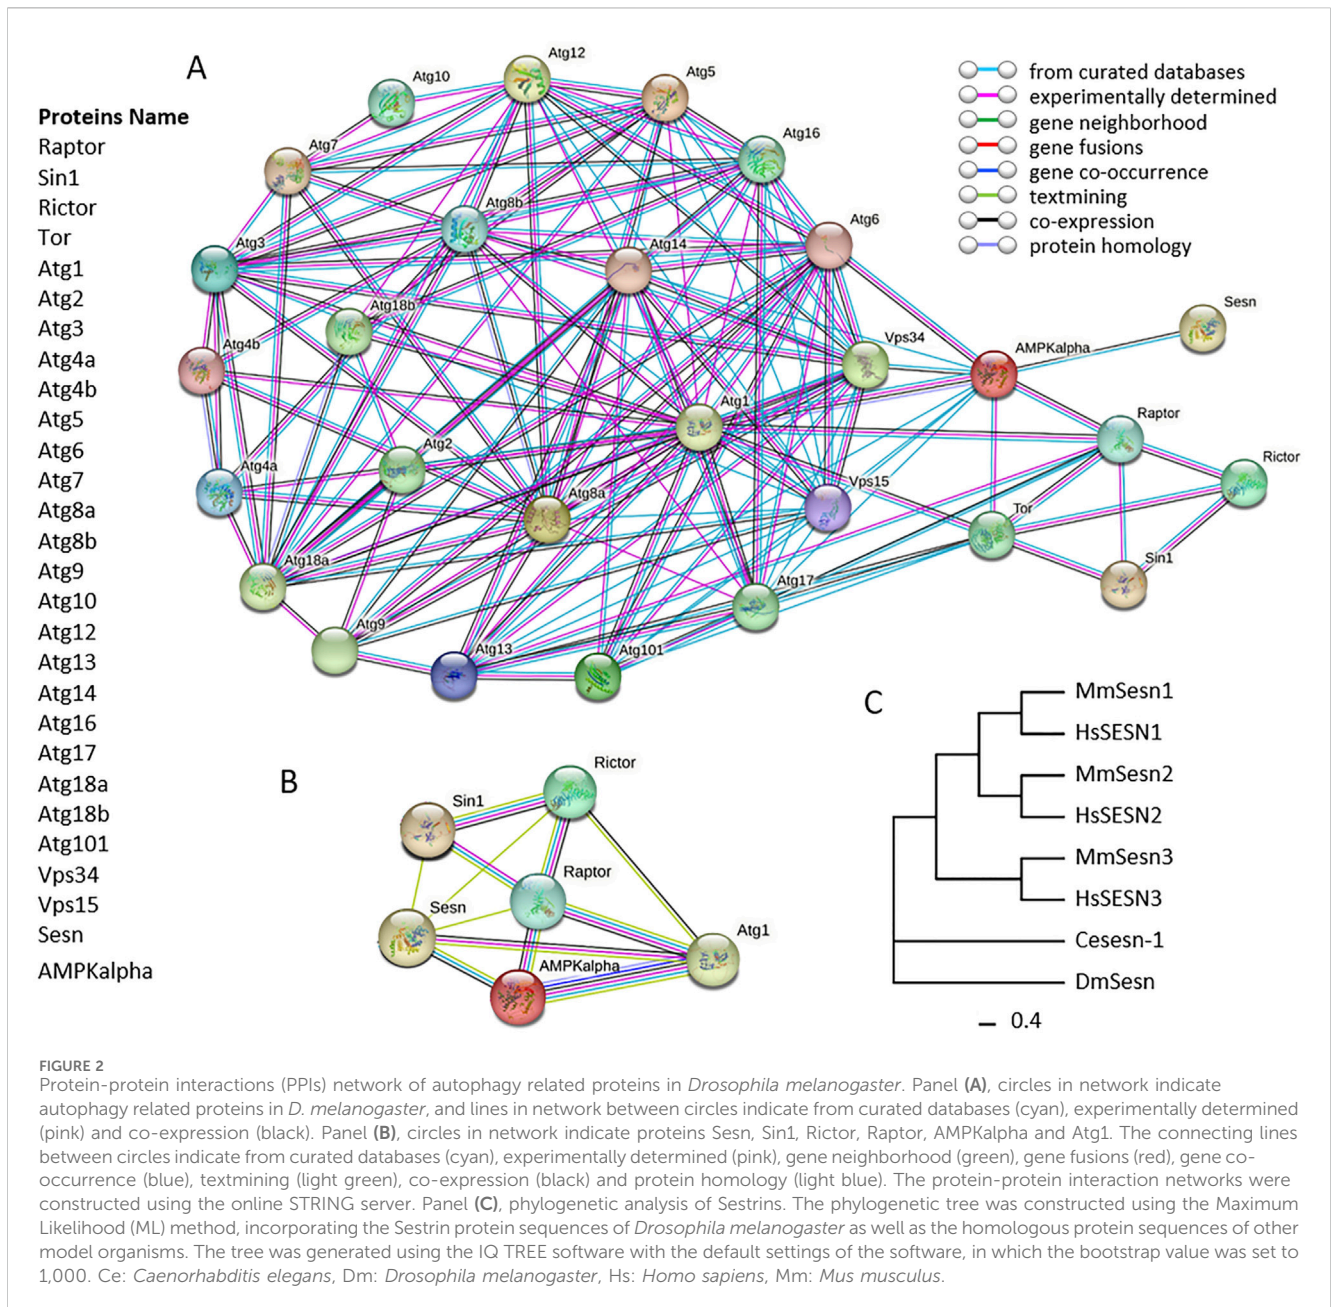 A
Proteins Name
Raptor
Sin1
Rictor
Tor
Atg1
Atg2
Atg3
Atg4a
Atg4b
Atg5
Atg6
Atg7
Atg8a
Atg8b
Atg9
Atg10
Atg12
Atg13
Atg14
Atg16
Atg17
Atg18a
Atg18b
Atg101
Vps34
Vps15
Sesn
AMPKalpha
Atg12
Atg10
Atg5
Atg16
Atg7
Atg8b
Atg6
Atg3
Atg14
Atg18b
Atg4b
Vps34
AMPKalpha
Sesn
Atg1
Raptor
Atg2
Rictor
Atg4a
Atg8a
Vps15
Tor
Atg18a
Sin1
Atg17
Atg9
Atg13
Atg101
from curated databases
experimentally determined
gene neighborhood
gene fusions
gene co-occurrence
textmining
co-expression
protein homology
B
Rictor
Sin1
Raptor
Sesn
Atg1
AMPKalpha
C
MmSesn1
HsSESN1
MmSesn2
HsSESN2
MmSesn3
HsSESN3
Cesesn-1
DmSesn
0.4
FIGURE 2
Protein-protein interactions (PPIs) network of autophagy related proteins in Drosophila melanogaster. Panel (A), circles in network indicate
autophagy related proteins in D. melanogaster, and lines in network between circles indicate from curated databases (cyan), experimentally determined
(pink) and co-expression (black). Panel (B), circles in network indicate proteins Sesn, Sin1, Rictor, Raptor, AMPKalpha and Atg1. The connecting lines
between circles indicate from curated databases (cyan), experimentally determined (pink), gene neighborhood (green), gene fusions (red), gene co-
occurrence (blue), textmining (light green), co-expression (black) and protein homology (light blue). The protein-protein interaction networks were
constructed using the online STRING server. Panel (C), phylogenetic analysis of Sestrins. The phylogenetic tree was constructed using the Maximum
Likelihood (ML) method, incorporating the Sestrin protein sequences of Drosophila melanogaster as well as the homologous protein sequences of other
model organisms. The tree was generated using the IQ TREE software with the default settings of the software, in which the bootstrap value was set to
1,000. Ce: Caenorhabditis elegans, Dm: Drosophila melanogaster, Hs: Homo sapiens, Mm: Mus musculus.